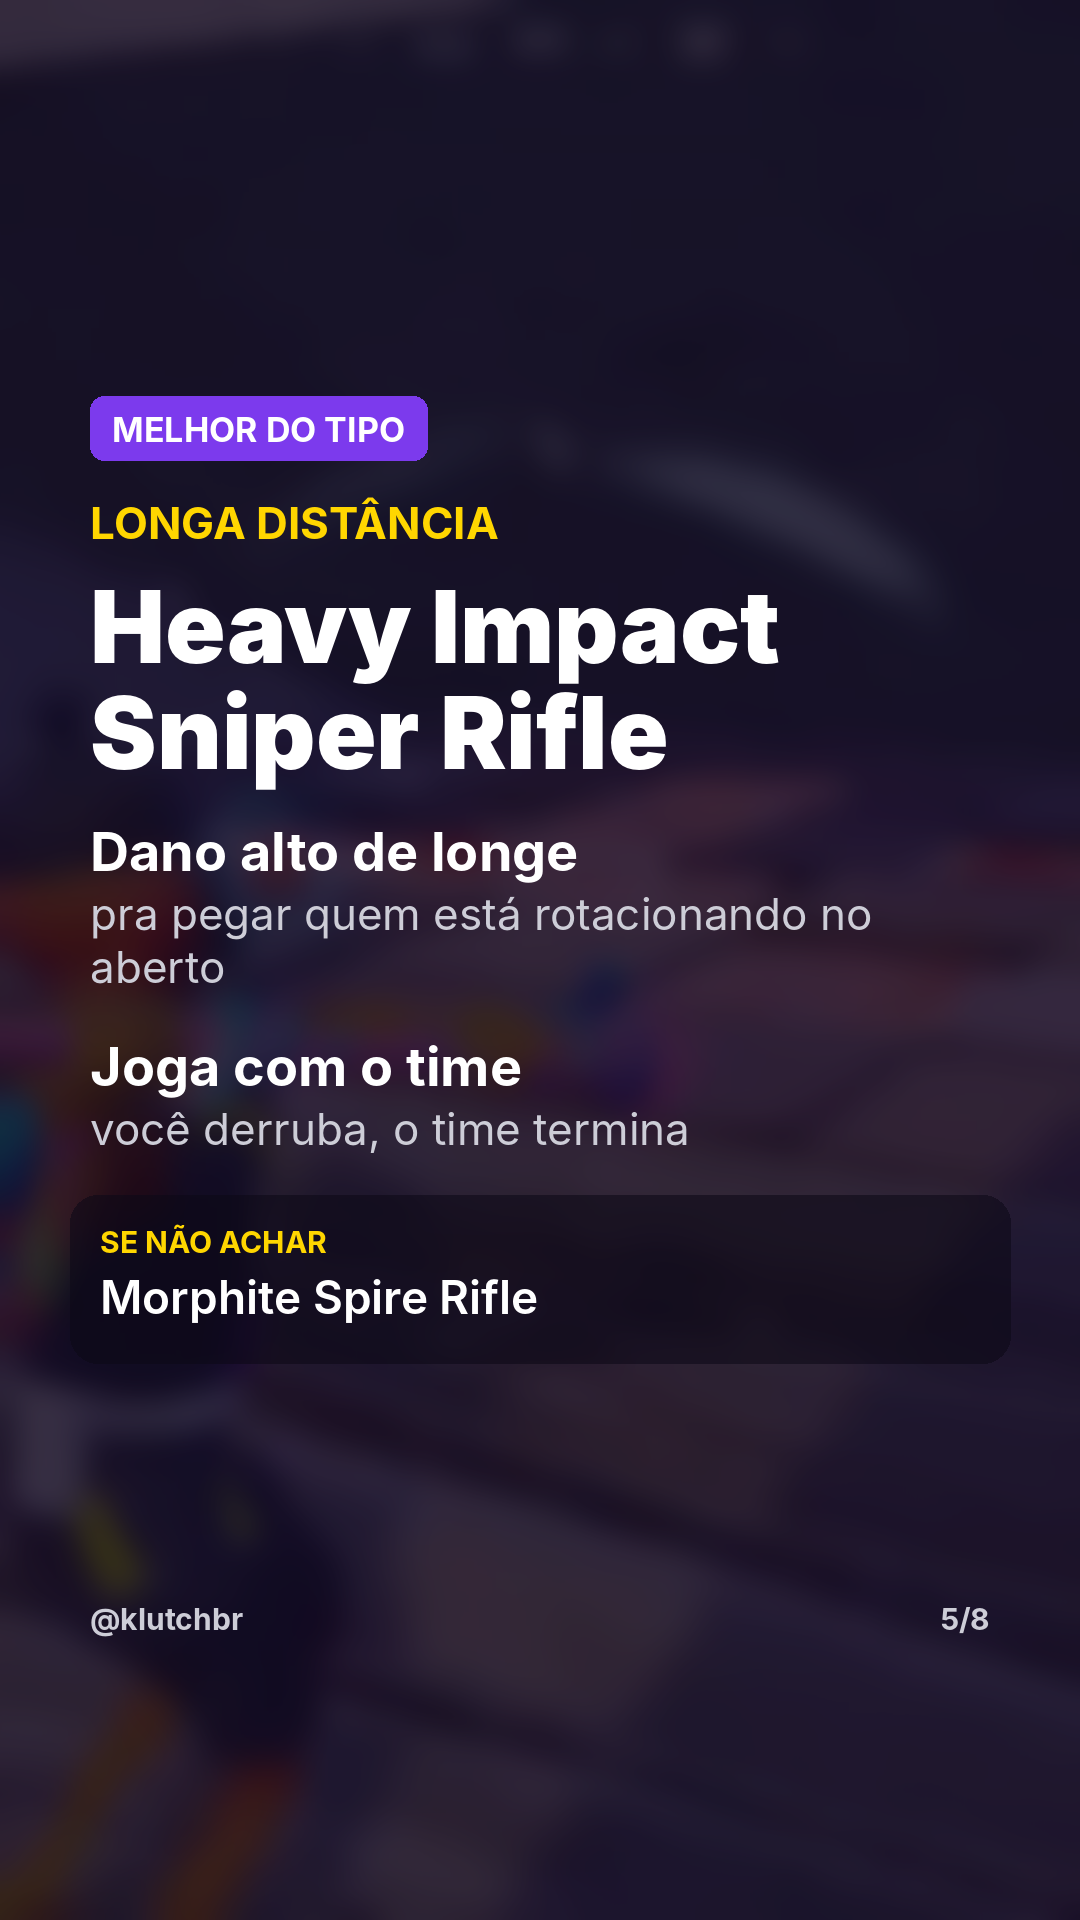 MELHOR DO TIPO
LONGA DISTÂNCIA
Heavy Impact
Sniper Rifle
Dano alto de longe
pra pegar quem está rotacionando no
aberto
Joga com o time
você derruba, o time termina
SE NÃO ACHAR
Morphite Spire Rifle
@klutchbr
5/8